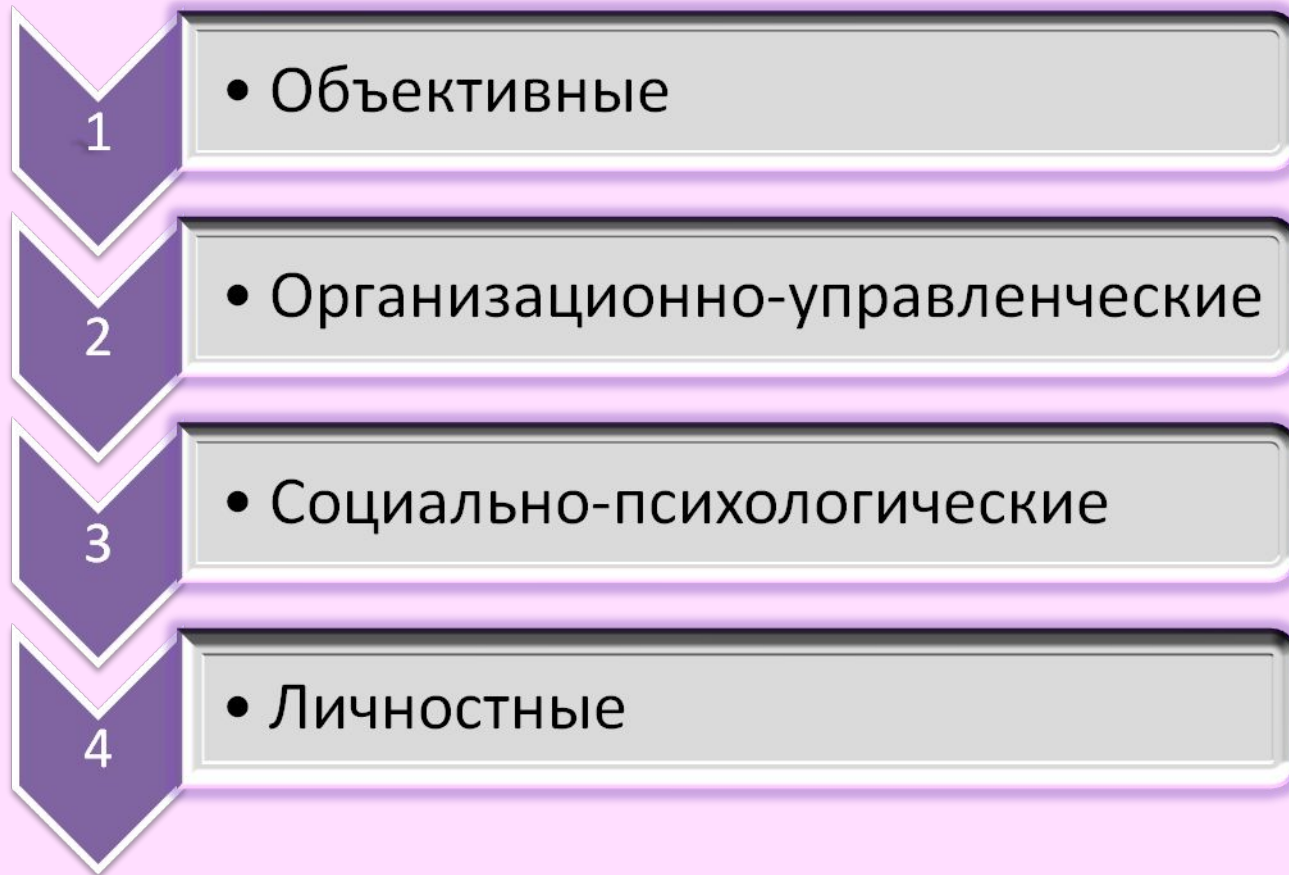 1
• Объективные
2
• Организационно-управленческие
3
• Социально-психологические
4
• Личностные